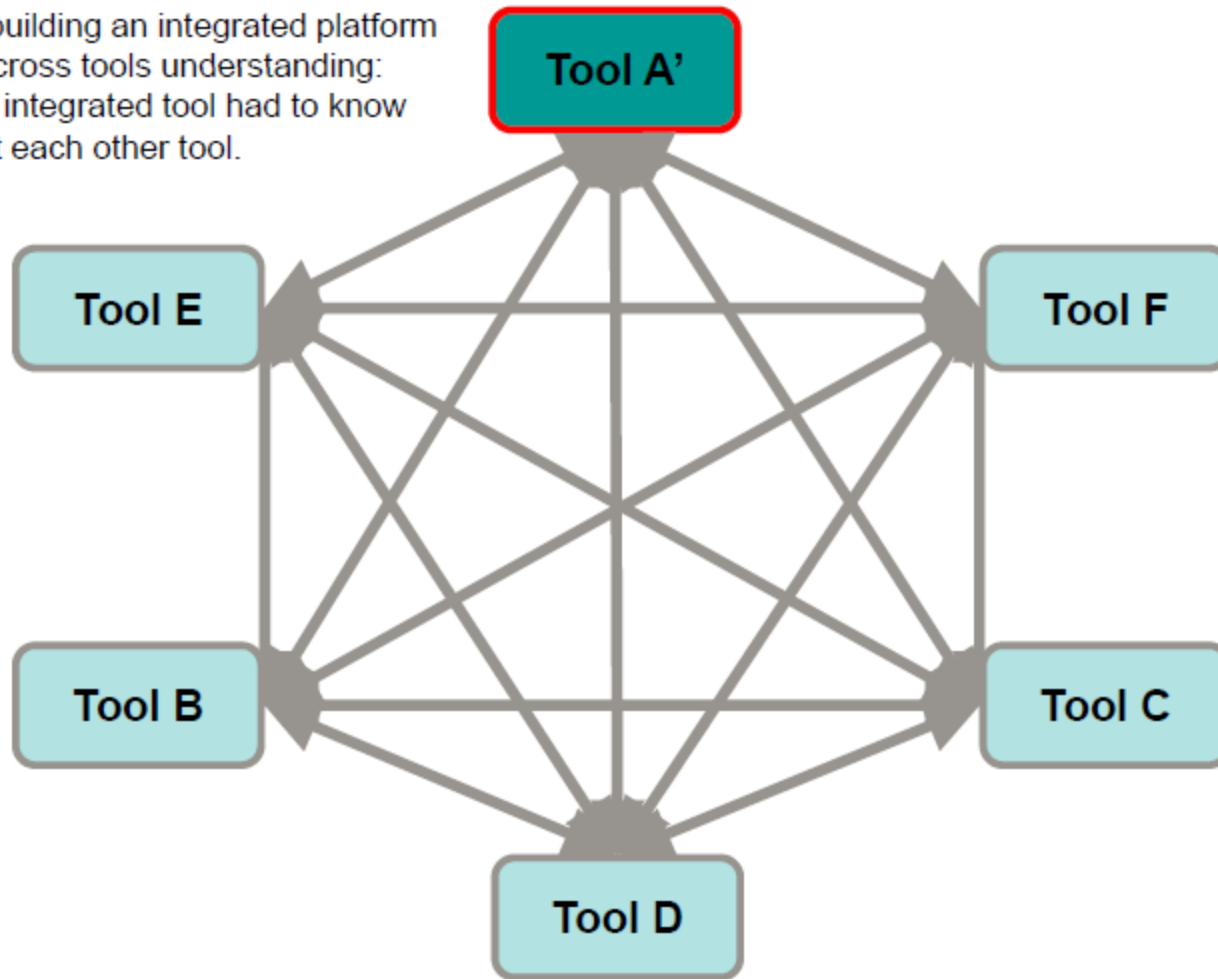 building an integrated platform
cross tools understanding:
integrated tool had to know
each other tool.
Tool A’
Tool E
Tool F
Tool B
Tool C
Tool D